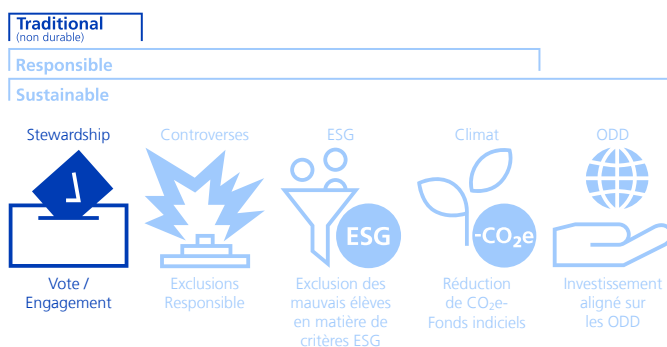 Traditional
(non durable)
Responsible
Sustainable
Stewardship
Controverses
ESG
Climat
ODD
ESG
-CO₂e
Vote /
Engagement
Exclusions
Responsible
Exclusion des
mauvais élèves
en matière de
critères ESG
Réduction
de CO₂e-
Fonds indiciels
Investissement
aligné sur
les ODD